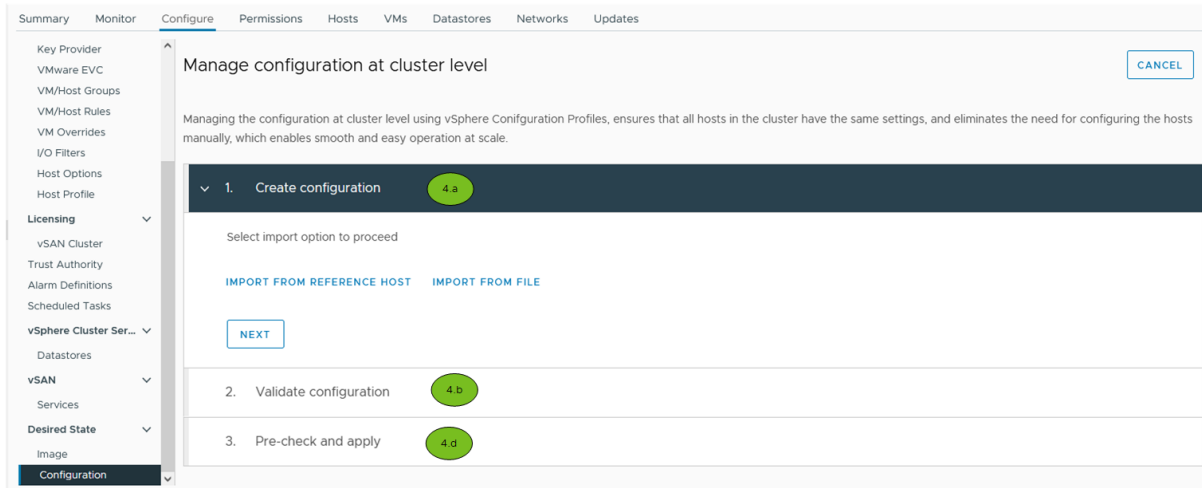 Summary Monitor Configure Permissions Hosts VMs Datastores Networks Updates
Key Provider
VMware EVC
VM/Host Groups
VM/Host Rules
VM Overrides
I/O Filters
Host Options
Host Profile
Licensing
vSAN Cluster
Trust Authority
Alarm Definitions
Scheduled Tasks
vSphere Cluster Ser...
Datastores
vSAN
Services
Desired State
Image
Configuration
Manage configuration at cluster level
CANCEL
Managing the configuration at cluster level using vSphere Conifguration Profiles, ensures that all hosts in the cluster have the same settings, and eliminates the need for configuring the hosts
manually, which enables smooth and easy operation at scale.
1. Create configuration 4.a
Select import option to proceed
IMPORT FROM REFERENCE HOST IMPORT FROM FILE
NEXT
2. Validate configuration 4.b
3. Pre-check and apply 4.d